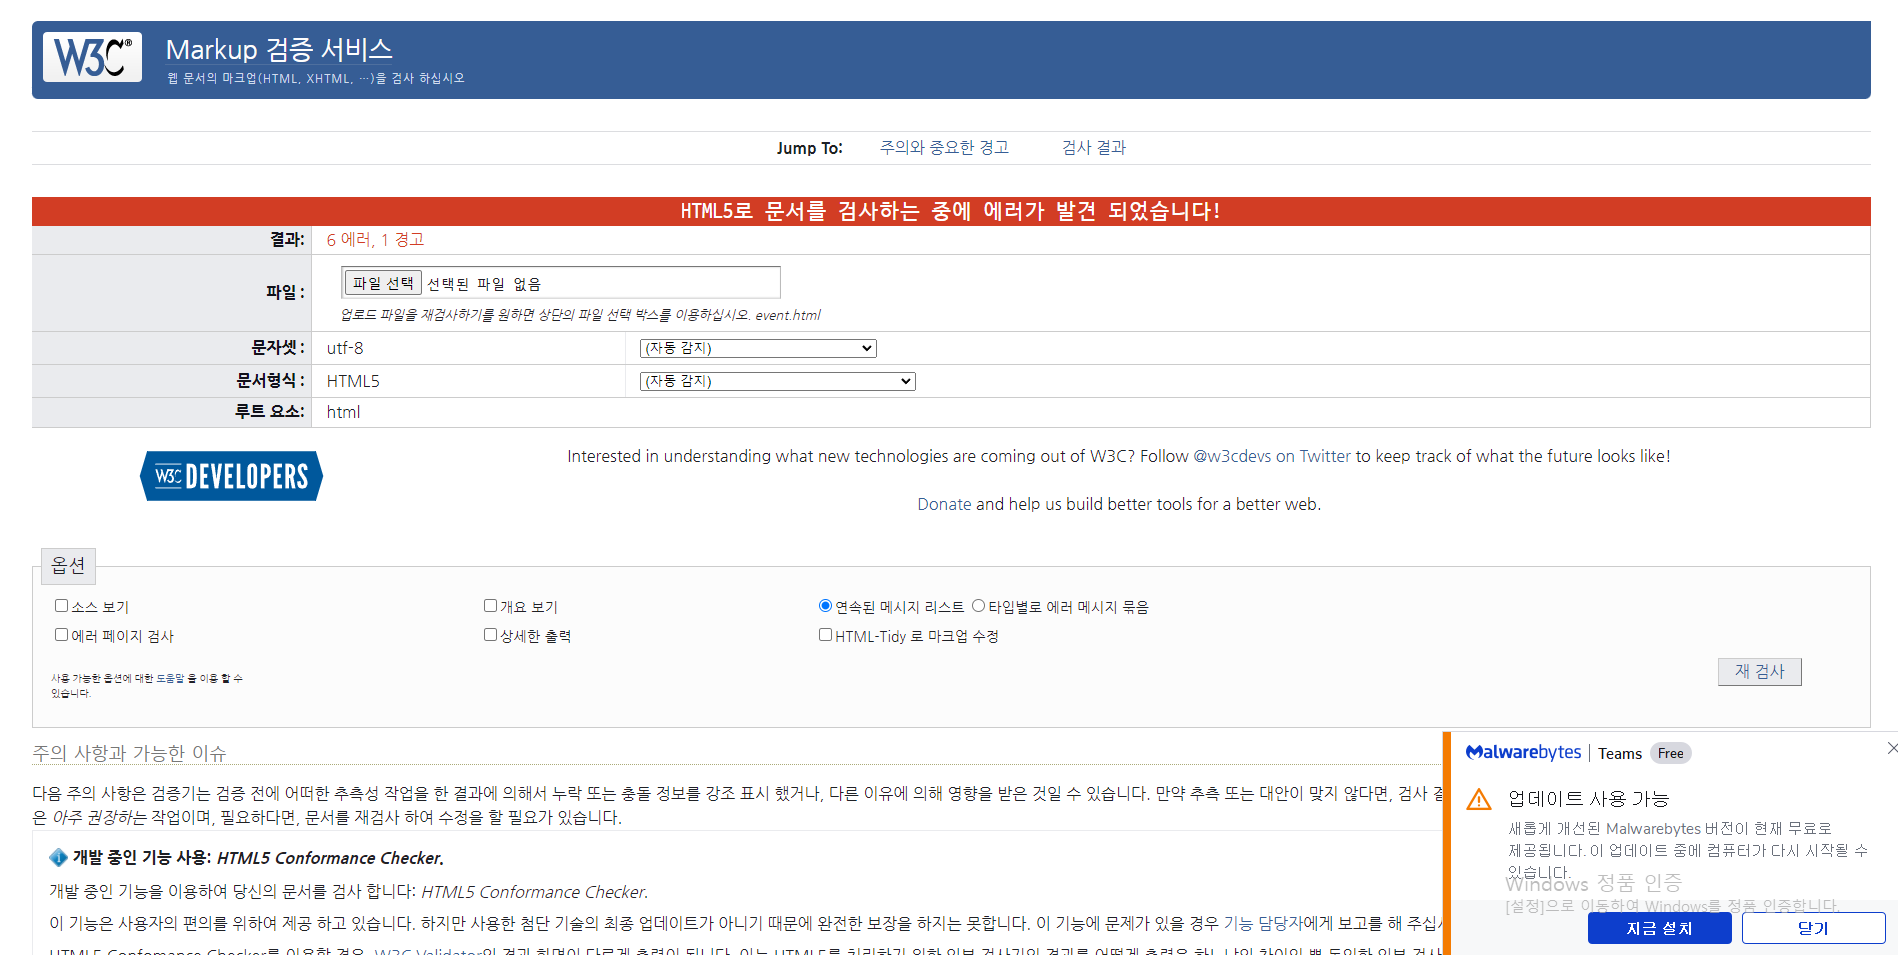 W3C®
Markup 검증 서비스
웹 문서의 마크업(HTML, XHTML, …)을 검사 하십시오
Jump To: 주의와 중요한 경고 검사 결과
HTML5로 문서를 검사하는 중에 에러가 발견 되었습니다!
결과: 6 에러, 1 경고
파일 : 파일 선택 선택된 파일 없음
업로드 파일을 재검사하기를 원하면 상단의 파일 선택 박스를 이용하십시오. event.html
문자셋 : utf-8 (자동 감지)
문서형식 : HTML5 (자동 감지)
루트 요소: html
W3C DEVELOPERS
Interested in understanding what new technologies are coming out of W3C? Follow @w3cdevs on Twitter to keep track of what the future looks like!
Donate and help us build better tools for a better web.
옵션
소스 보기 개요 보기 연속된 메시지 리스트 타입별로 에러 메시지 묶음
에러 페이지 검사 상세한 출력 HTML-Tidy 로 마크업 수정
사용 가능한 옵션에 대한 도움말 을 이용 할 수
있습니다.
재 검사
주의 사항과 가능한 이슈
다음 주의 사항은 검증기는 검증 전에 어떠한 추측성 작업을 한 결과에 의해서 누락 또는 충돌 정보를 강조 표시 했거나, 다른 이유에 의해 영향을 받은 것일 수 있습니다. 만약 추측 또는 대안이 맞지 않다면, 검사
은 아주 권장하는 작업이며, 필요하다면, 문서를 재검사 하여 수정을 할 필요가 있습니다.
개발 중인 기능 사용: HTML5 Conformance Checker.
개발 중인 기능을 이용하여 당신의 문서를 검사 합니다: HTML5 Conformance Checker.
이 기능은 사용자의 편의를 위하여 제공 하고 있습니다. 하지만 사용한 첨단 기술의 최종 업데이트가 아니기 때문에 완전한 보장을 하지는 못합니다. 이 기능에 문제가 있을 경우 기능 담당자에게 보고를 해 주십시
Malwarebytes | Teams Free
업데이트 사용 가능
새롭게 개선된 Malwarebytes 버전이 현재 무료로
제공됩니다. 이 업데이트 중에 컴퓨터가 다시 시작될 수
있습니다.
Windows 정품 인증
[설정]으로 이동하여 Windows를 정품 인증합니다.
지금 설치 닫기